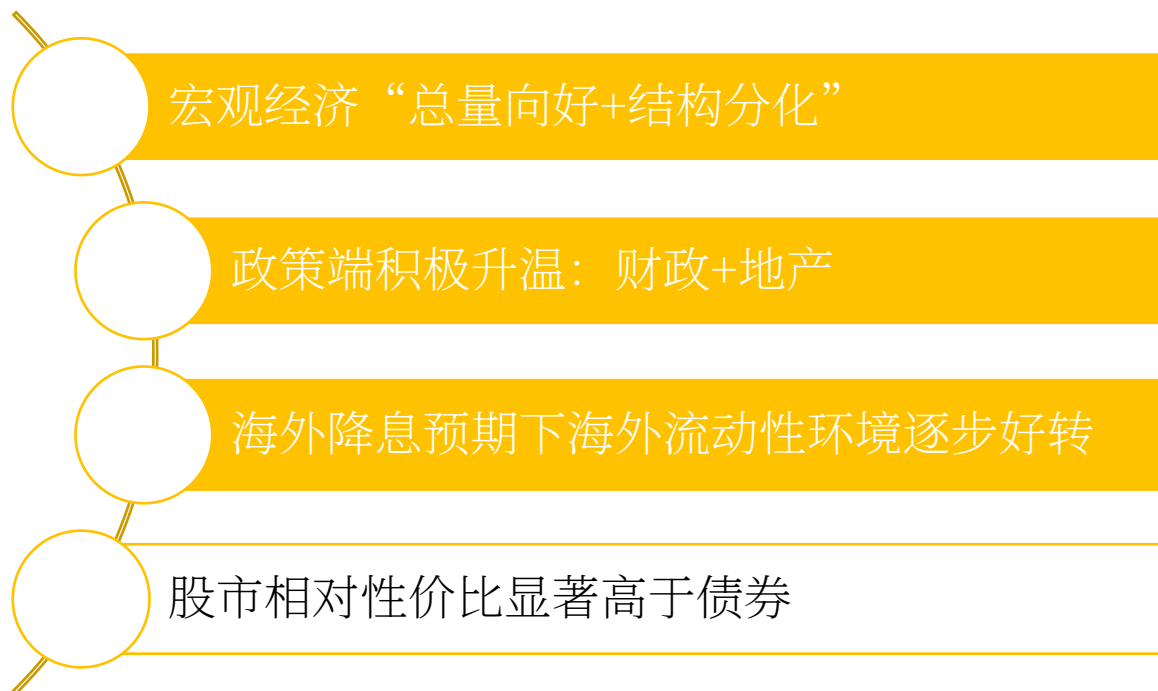 宏观经济“总量向好+结构分化”
政策端积极升温：财政+地产
海外降息预期下海外流动性环境逐步好转
股市相对性价比显著高于债券